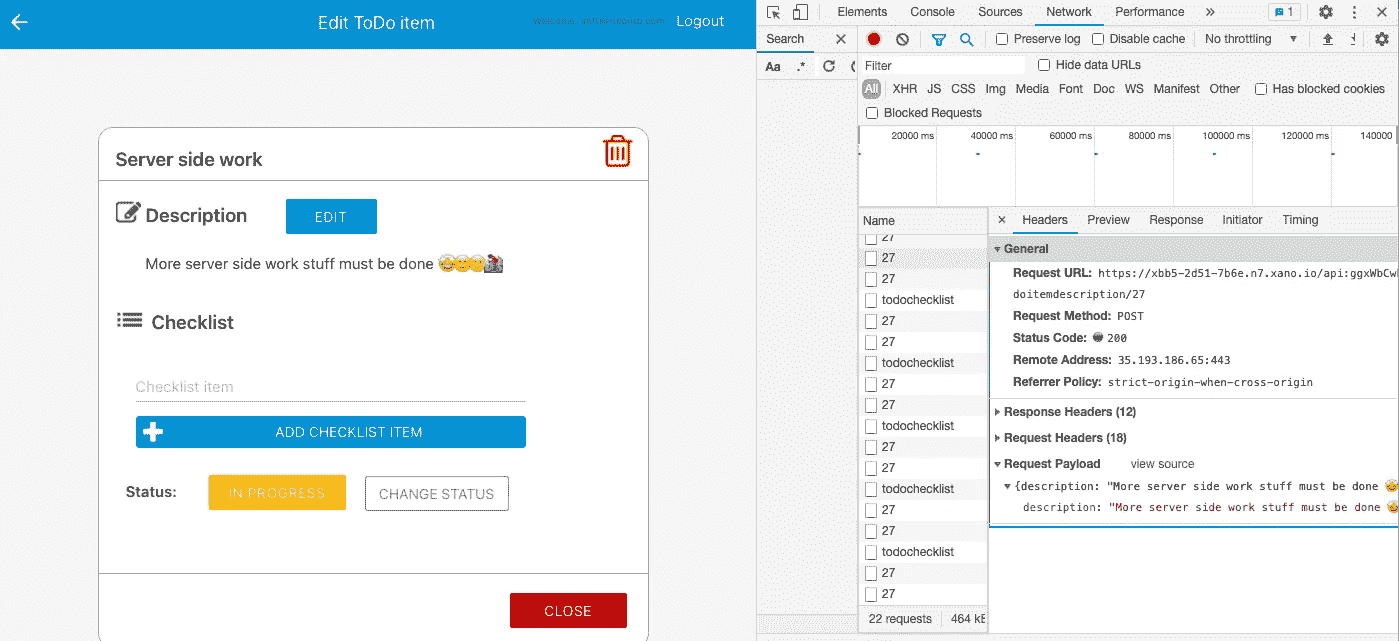 Edit ToDo item
Logout
Server side work
Description
EDIT
More server side work stuff must be done 🤩😊😊
Checklist
Checklist item
ADD CHECKLIST ITEM
Status:
IN PROGRESS
CHANGE STATUS
CLOSE
Elements Console Sources Network Performance » 1
Search
Preserve log Disable cache No throttling
Aa .*
Filter
Hide data URLs
All XHR JS CSS Img Media Font Doc WS Manifest Other Has blocked cookies
Blocked Requests
20000 ms 40000 ms 60000 ms 80000 ms 100000 ms 120000 ms 140000
Name
27
27
27
todochecklist
27
27
todochecklist
27
27
todochecklist
27
27
todochecklist
27
27
todochecklist
27
27
22 requests 464 kE
× Headers Preview Response Initiator Timing
General
Request URL: https://xbb5-2d51-7b6e.n7.xano.io/api:ggxWbCw
doitemdescription/27
Request Method: POST
Status Code: 200
Remote Address: 35.193.186.65:443
Referrer Policy: strict-origin-when-cross-origin
Response Headers (12)
Request Headers (18)
Request Payload view source
{description: "More server side work stuff must be done 🤩
description: "More server side work stuff must be done 🤩